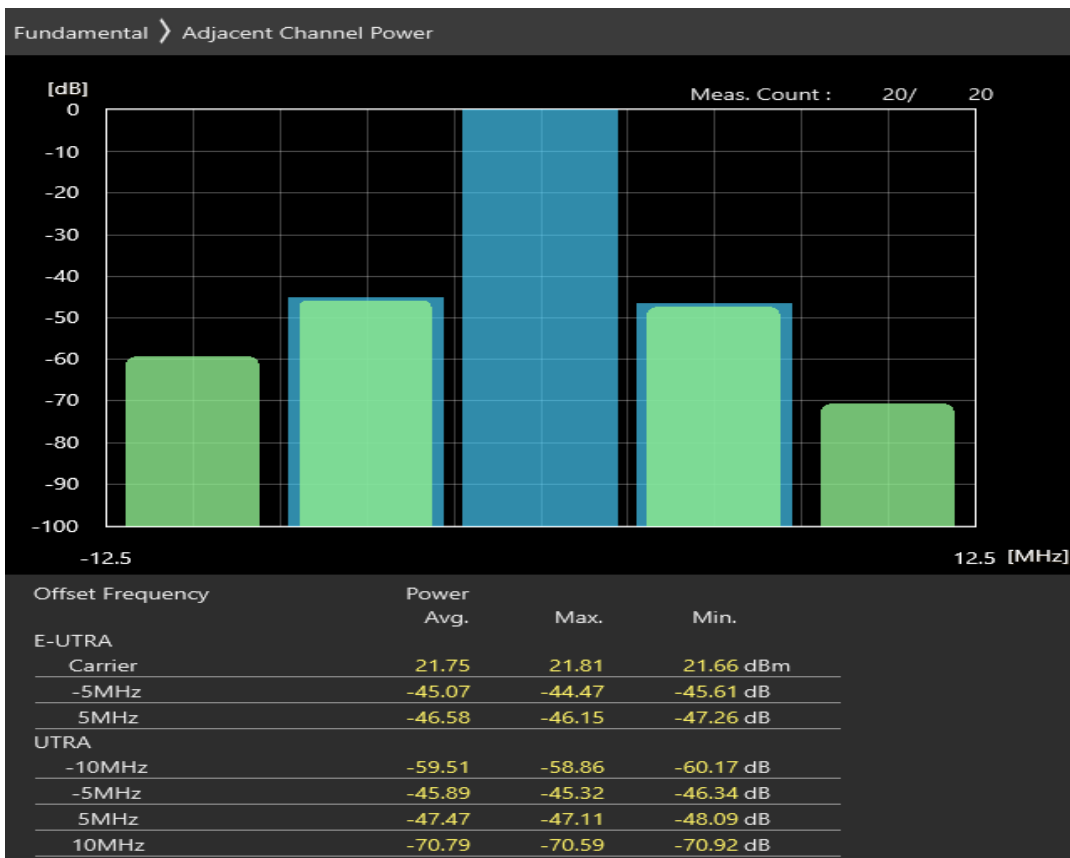 Fundamental 〉 Adjacent Channel Power
[dB]
Meas. Count : 20/ 20
0
-10
-20
-30
-40
-50
-60
-70
-80
-90
-100
-12.5 12.5 [MHz]
Offset Frequency Power
Avg. Max. Min.
E-UTRA
Carrier 21.75 21.81 21.66 dBm
-5MHz -45.07 -44.47 -45.61 dB
5MHz -46.58 -46.15 -47.26 dB
UTRA
-10MHz -59.51 -58.86 -60.17 dB
-5MHz -45.89 -45.32 -46.34 dB
5MHz -47.47 -47.11 -48.09 dB
10MHz -70.79 -70.59 -70.92 dB